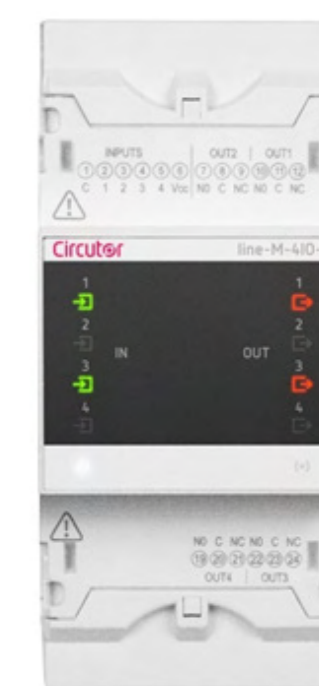 INPUTS OUT2 OUT1
1 2 3 4 5 6 7 8 9 10 11 12
C 1 2 3 4 Vcc NO C NC NO C NC
Circutor line-M-4IO-
1 1
2 2
IN OUT
3 3
4 4
NO C NC NO C NC
19 20 21 22 23 24
OUT4 OUT3